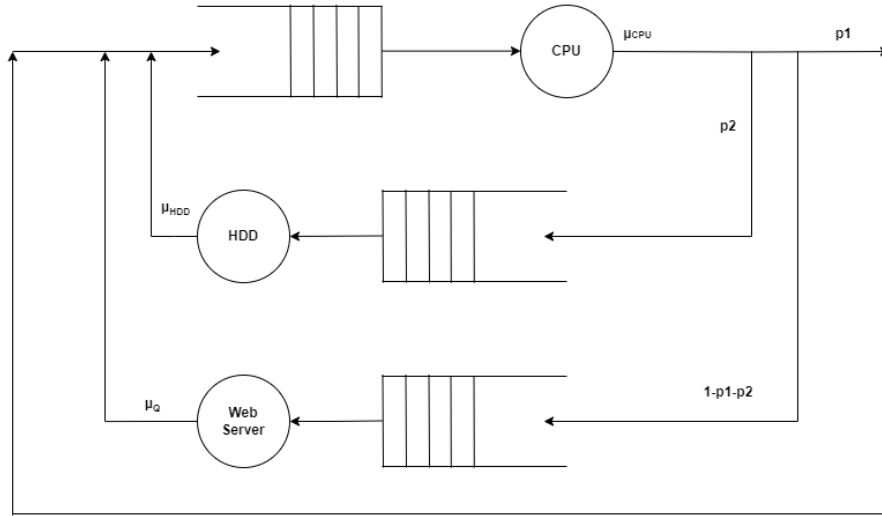 CPU
μCPU
p1
p2
HDD
μHDD
Web
Server
μQ
1-p1-p2